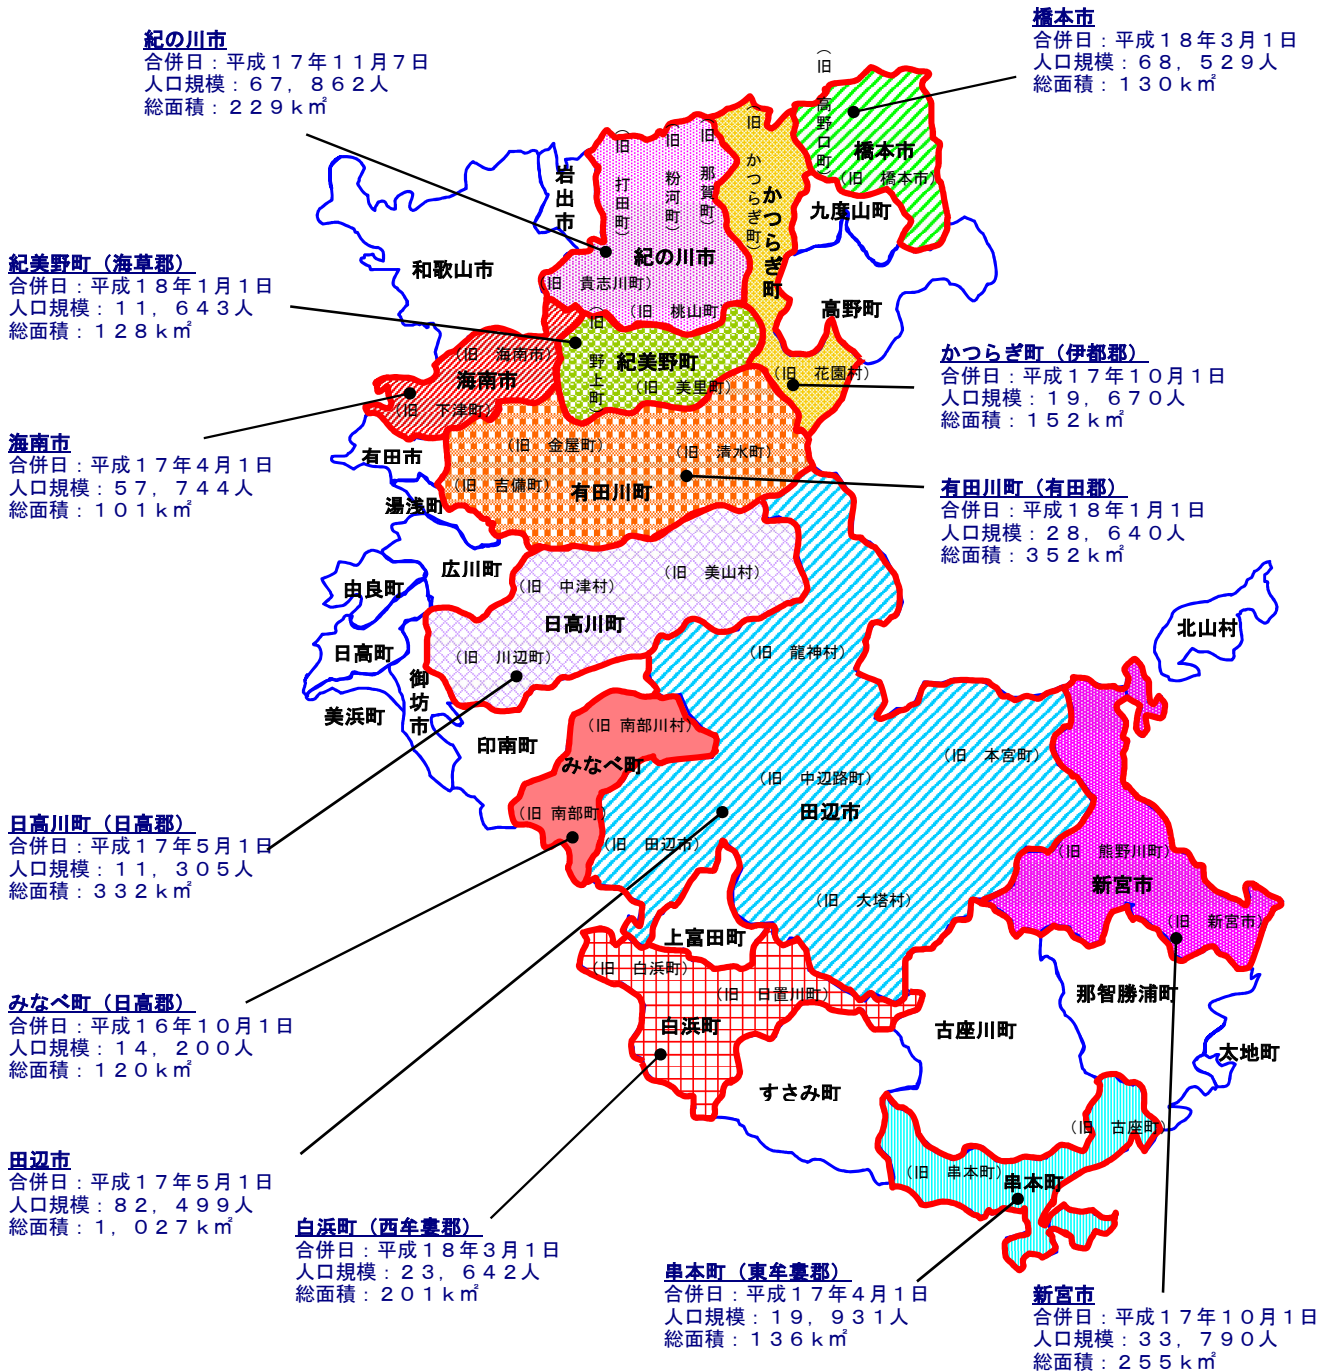 橋本市
合併日：平成１８年３月１日
人口規模：６８，５２９人
総面積：１３０ｋ㎡
紀の川市
合併日：平成１７年１１月７日
人口規模：６７，８６２人
総面積：２２９ｋ㎡
（旧　高野口町）
橋本市
（旧　橋本市）
（旧　打田町）
（旧　粉河町）
（旧　那賀町）
（旧　かつらぎ町）
かつらぎ町
岩出市
九度山町
紀の川市
和歌山市
（旧　貴志川町）
（旧　桃山町）
高野町
紀美野町（海草郡）
合併日：平成１８年１月１日
人口規模：１１，６４３人
総面積：１２８ｋ㎡
（旧　野上町）
紀美野町
（旧　美里町）
（旧　海南市）
海南市
（旧　下津町）
（旧　花園村）
かつらぎ町（伊都郡）
合併日：平成１７年１０月１日
人口規模：１９，６７０人
総面積：１５２ｋ㎡
海南市
合併日：平成１７年４月１日
人口規模：５７，７４４人
総面積：１０１ｋ㎡
有田市
（旧　金屋町）
（旧　清水町）
（旧　吉備町）
有田川町
湯浅町
有田川町（有田郡）
合併日：平成１８年１月１日
人口規模：２８，６４０人
総面積：３５２ｋ㎡
広川町
由良町
（旧　中津村）
（旧　美山村）
日高川町
（旧　川辺町）
日高町
御坊市
美浜町
印南町
（旧　龍神村）
北山村
（旧 南部川村）
みなべ町
（旧 南部町）
（旧　本宮町）
（旧　中辺路町）
田辺市
（旧　田辺市）
（旧　大塔村）
（旧　熊野川町）
新宮市
（旧　新宮市）
日高川町（日高郡）
合併日：平成１７年５月１日
人口規模：１１，３０５人
総面積：３３２ｋ㎡
上富田町
（旧　白浜町）
（旧　日置川町）
白浜町
那智勝浦町
古座川町
太地町
すさみ町
みなべ町（日高郡）
合併日：平成１６年１０月１日
人口規模：１４，２００人
総面積：１２０ｋ㎡
（旧　古座町）
（旧　串本町）
串本町
田辺市
合併日：平成１７年５月１日
人口規模：８２，４９９人
総面積：１，０２７ｋ㎡
白浜町（西牟婁郡）
合併日：平成１８年３月１日
人口規模：２３，６４２人
総面積：２０１ｋ㎡
串本町（東牟婁郡）
合併日：平成１７年４月１日
人口規模：１９，９３１人
総面積：１３６ｋ㎡
新宮市
合併日：平成１７年１０月１日
人口規模：３３，７９０人
総面積：２５５ｋ㎡